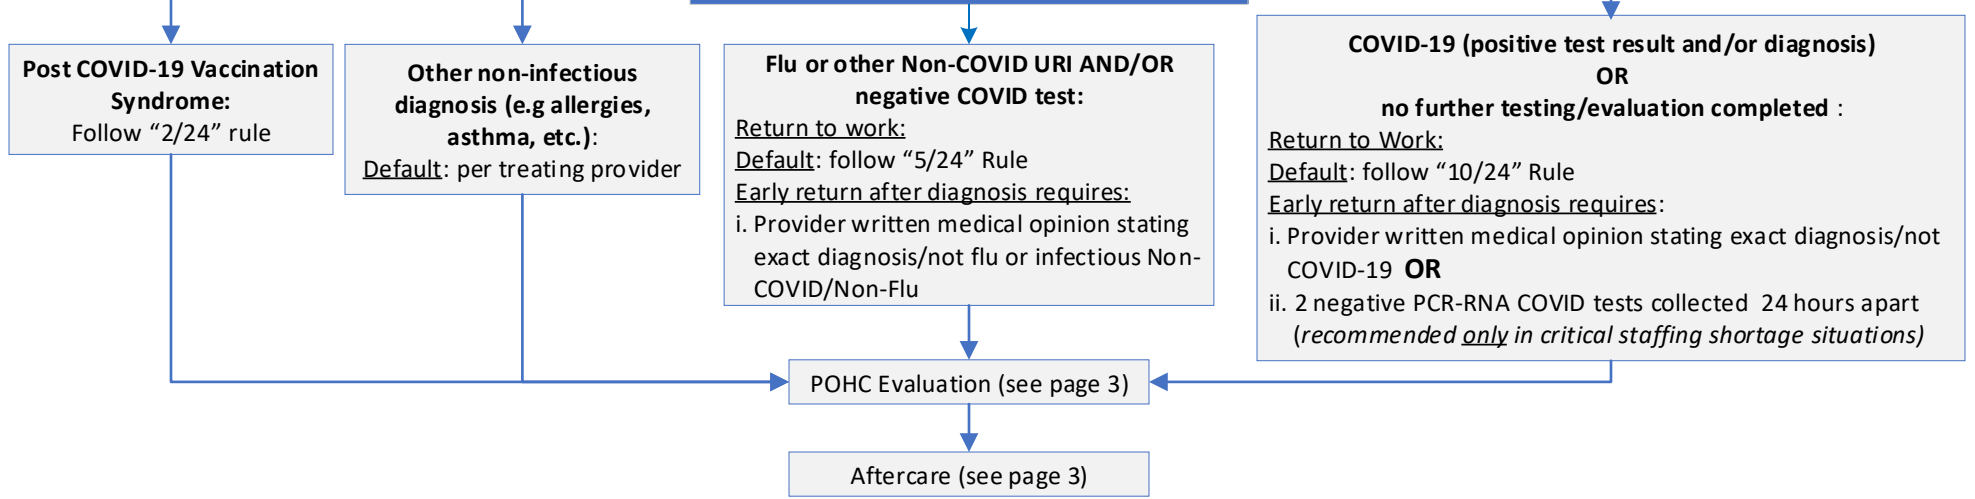 Post COVID-19 Vaccination
Syndrome:
Follow “2/24” rule
Other non-infectious
diagnosis (e.g allergies,
asthma, etc.):
Default: per treating provider
Flu or other Non-COVID URI AND/OR
negative COVID test:
Return to work:
Default: follow “5/24” Rule
Early return after diagnosis requires:
i. Provider written medical opinion stating
exact diagnosis/not flu or infectious Non-
COVID/Non-Flu
COVID-19 (positive test result and/or diagnosis)
OR
no further testing/evaluation completed :
Return to Work:
Default: follow “10/24” Rule
Early return after diagnosis requires:
i. Provider written medical opinion stating exact diagnosis/not
COVID-19 OR
ii. 2 negative PCR-RNA COVID tests collected 24 hours apart
(recommended only in critical staffing shortage situations)
POHC Evaluation (see page 3)
Aftercare (see page 3)